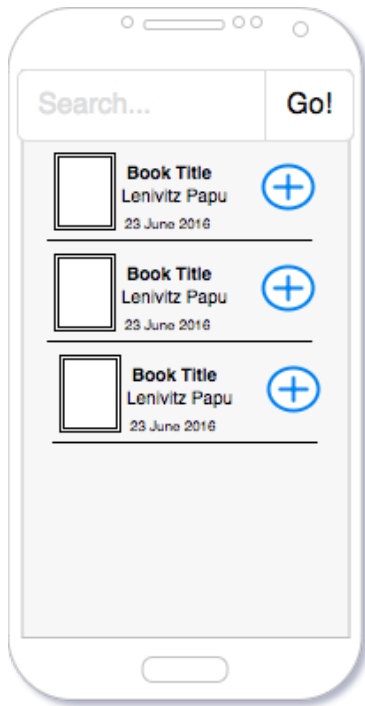 Search...
Go!
Book Title
Lenivitz Papu
23 June 2016
Book Title
Lenivitz Papu
23 June 2016
Book Title
Lenivitz Papu
23 June 2016